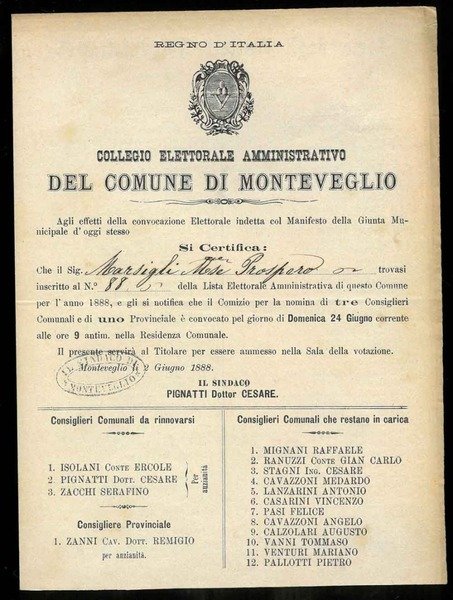 REGNO D'ITALIA
COLLEGIO ELETTORALE AMMINISTRATIVO
DEL COMUNE DI MONTEVEGLIO
Agli effetti della convocazione Elettorale indetta col Manifesto della Giunta Mu-
nicipale d'oggi stesso
Si Certifica:
Che il Sig. Marsigli Mse Prospero trovasi
inscritto al N.° 88 della Lista Elettorale Amministrativa di questo Comune
per l'anno 1888, e gli si notifica che il Comizio per la nomina di tre Consiglieri
Comunali e di uno Provinciale è convocato pel giorno di Domenica 24 Giugno corrente
alle ore 9 antim. nella Residenza Comunale.
Il presente servirà al Titolare per essere ammesso nella Sala della votazione.
Monteveglio li 2 Giugno 1888.
IL SINDACO DI MONTEVEGLIO
IL SINDACO
PIGNATTI Dottor CESARE.
Consiglieri Comunali da rinnovarsi
1. ISOLANI CONTE ERCOLE
2. PIGNATTI DOTT. CESARE
3. ZACCHI SERAFINO
Per anzianità
Consigliere Provinciale
1. ZANNI CAV. DOTT. REMIGIO
per anzianità.
Consiglieri Comunali che restano in carica
1. MIGNANI RAFFAELE
2. RANUZZI CONTE GIAN CARLO
3. STAGNI ING. CESARE
4. CAVAZZONI MEDARDO
5. LANZARINI ANTONIO
6. CASARINI VINCENZO
7. PASI FELICE
8. CAVAZZONI ANGELO
9. CALZOLARI AUGUSTO
10. VANNI TOMMASO
11. VENTURI MARIANO
12. PALLOTTI PIETRO